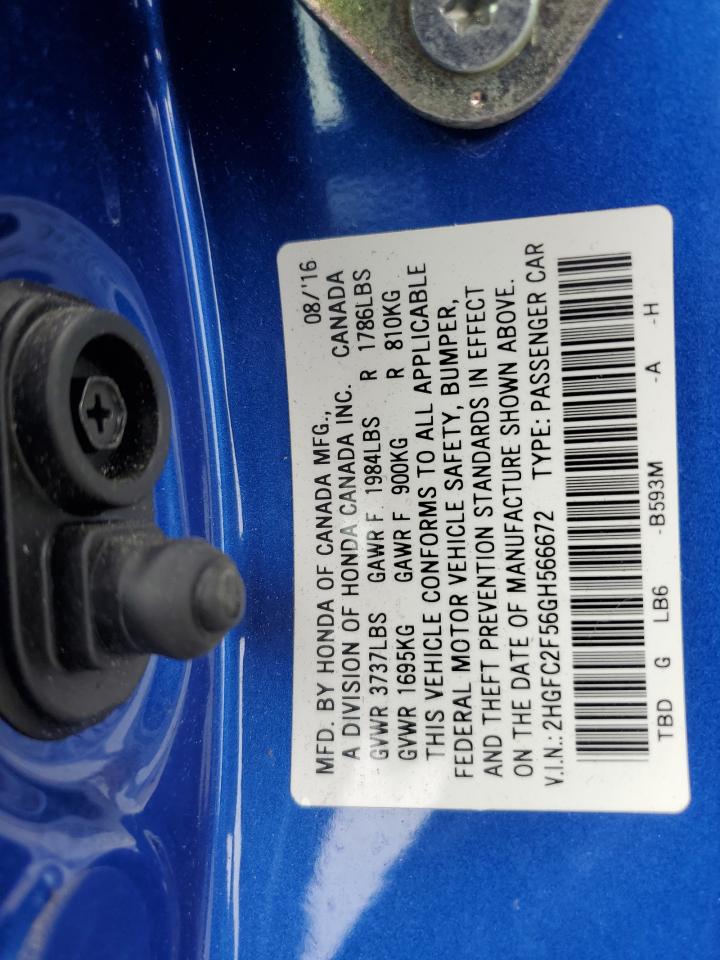 MFD. BY HONDA OF CANADA MFG., 08/'16
A DIVISION OF HONDA CANADA INC. CANADA
GVWR 3737LBS GAWR F 1984LBS R 1786LBS
GVWR 1695KG GAWR F 900KG R 810KG
THIS VEHICLE CONFORMS TO ALL APPLICABLE
FEDERAL MOTOR VEHICLE SAFETY, BUMPER,
AND THEFT PREVENTION STANDARDS IN EFFECT
ON THE DATE OF MANUFACTURE SHOWN ABOVE.
V.I.N.: 2HGFC2F56GH566672 TYPE: PASSENGER CAR
TBD G LB6 -B593M -A -H